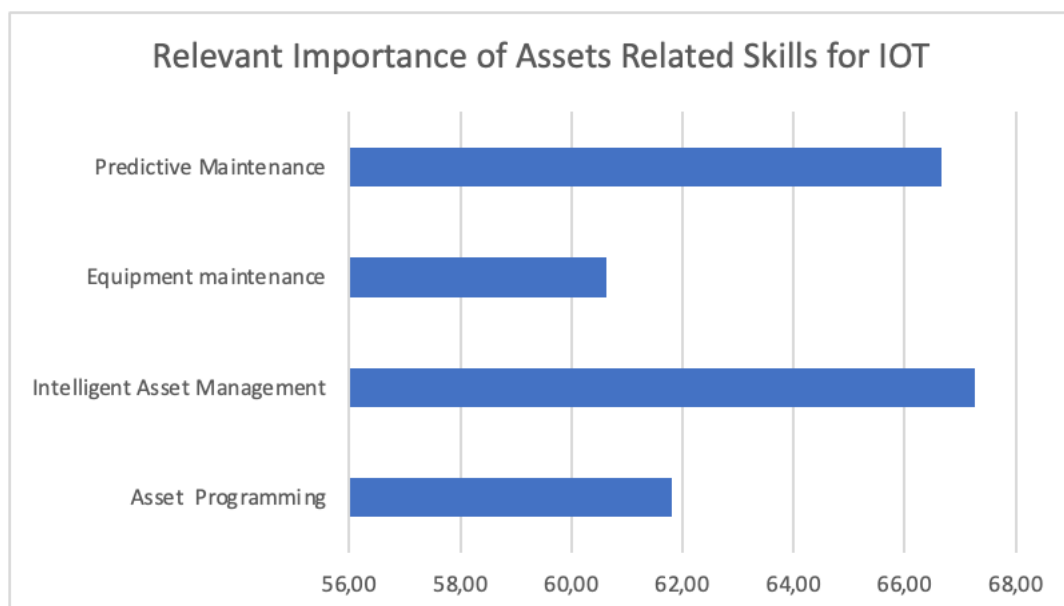 Relevant Importance of Assets Related Skills for IOT
Predictive Maintenance
Equipment maintenance
Intelligent Asset Management
Asset Programming
56,00 58,00 60,00 62,00 64,00 66,00 68,00